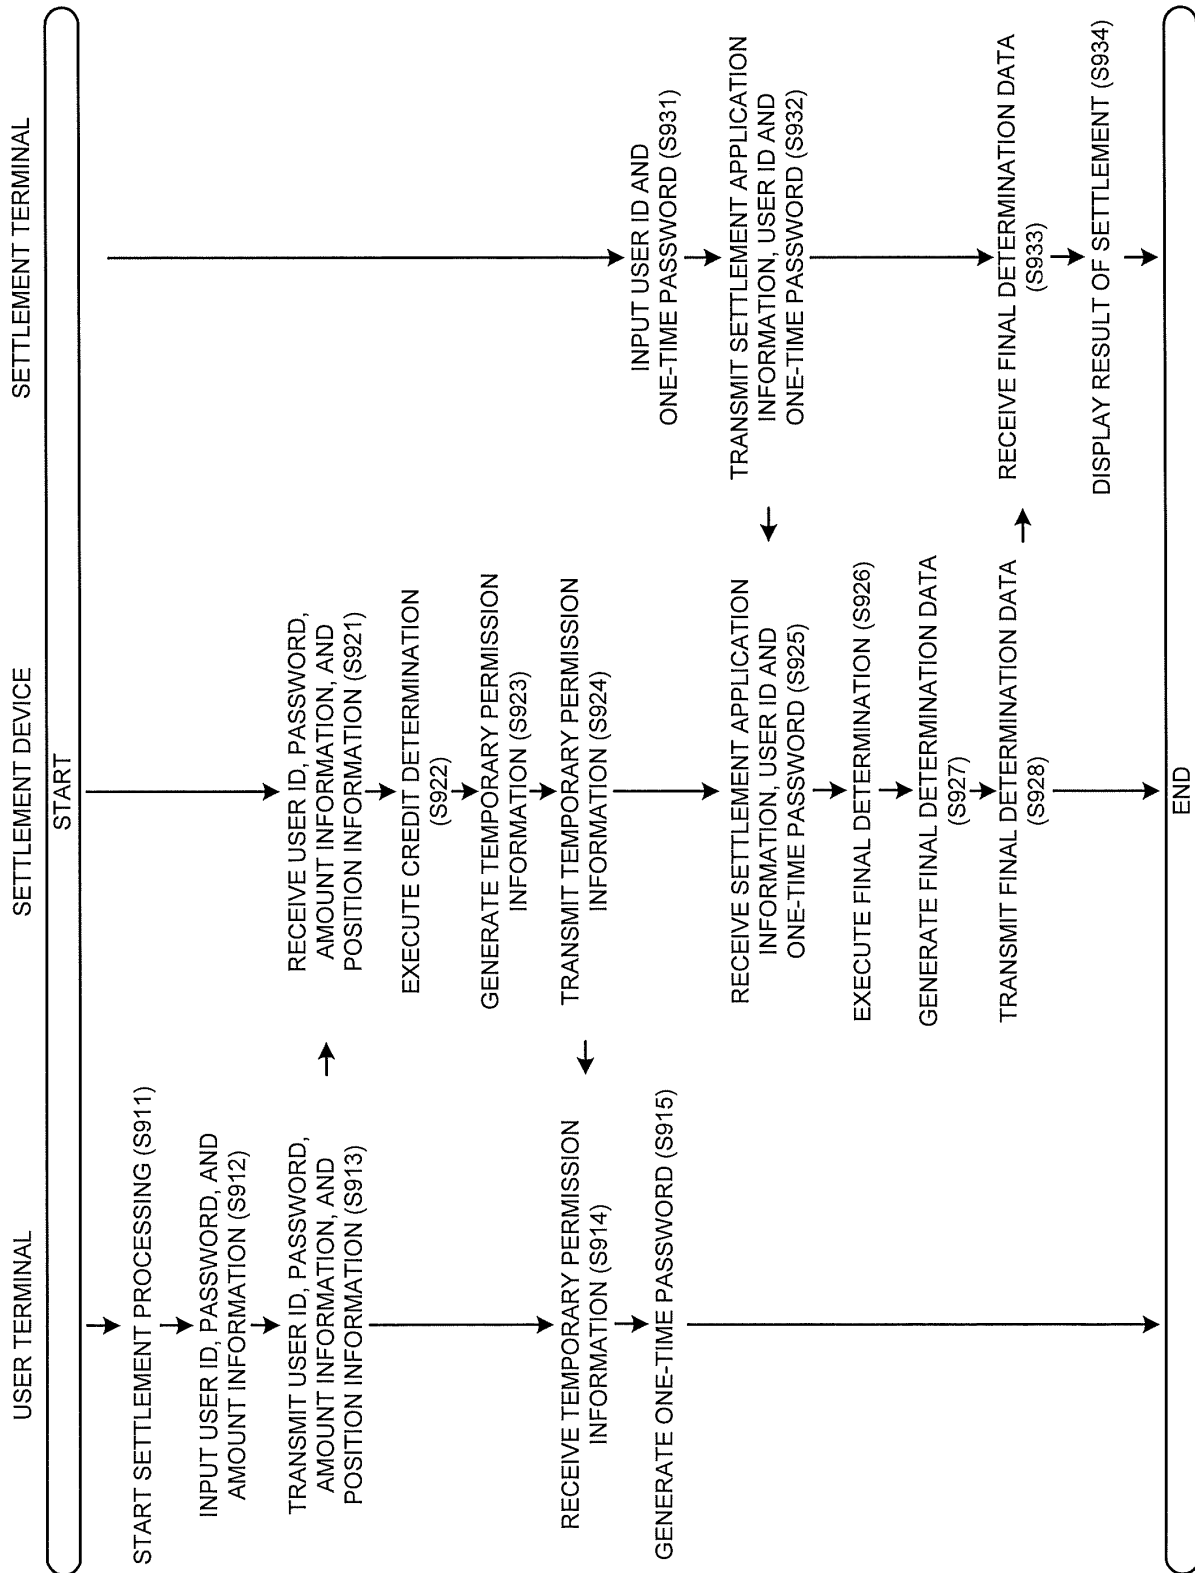 USER TERMINAL
SETTLEMENT DEVICE
SETTLEMENT TERMINAL
START
START SETTLEMENT PROCESSING (S911)
INPUT USER ID, PASSWORD, AND
AMOUNT INFORMATION (S912)
TRANSMIT USER ID, PASSWORD,
AMOUNT INFORMATION, AND
POSITION INFORMATION (S913)
RECEIVE USER ID, PASSWORD,
AMOUNT INFORMATION, AND
POSITION INFORMATION (S921)
EXECUTE CREDIT DETERMINATION
(S922)
GENERATE TEMPORARY PERMISSION
INFORMATION (S923)
TRANSMIT TEMPORARY PERMISSION
INFORMATION (S924)
RECEIVE TEMPORARY PERMISSION
INFORMATION (S914)
GENERATE ONE-TIME PASSWORD (S915)
INPUT USER ID AND
ONE-TIME PASSWORD (S931)
TRANSMIT SETTLEMENT APPLICATION
INFORMATION, USER ID AND
ONE-TIME PASSWORD (S932)
RECEIVE SETTLEMENT APPLICATION
INFORMATION, USER ID AND
ONE-TIME PASSWORD (S925)
EXECUTE FINAL DETERMINATION (S926)
GENERATE FINAL DETERMINATION DATA
(S927)
TRANSMIT FINAL DETERMINATION DATA
(S928)
RECEIVE FINAL DETERMINATION DATA
(S933)
DISPLAY RESULT OF SETTLEMENT (S934)
END